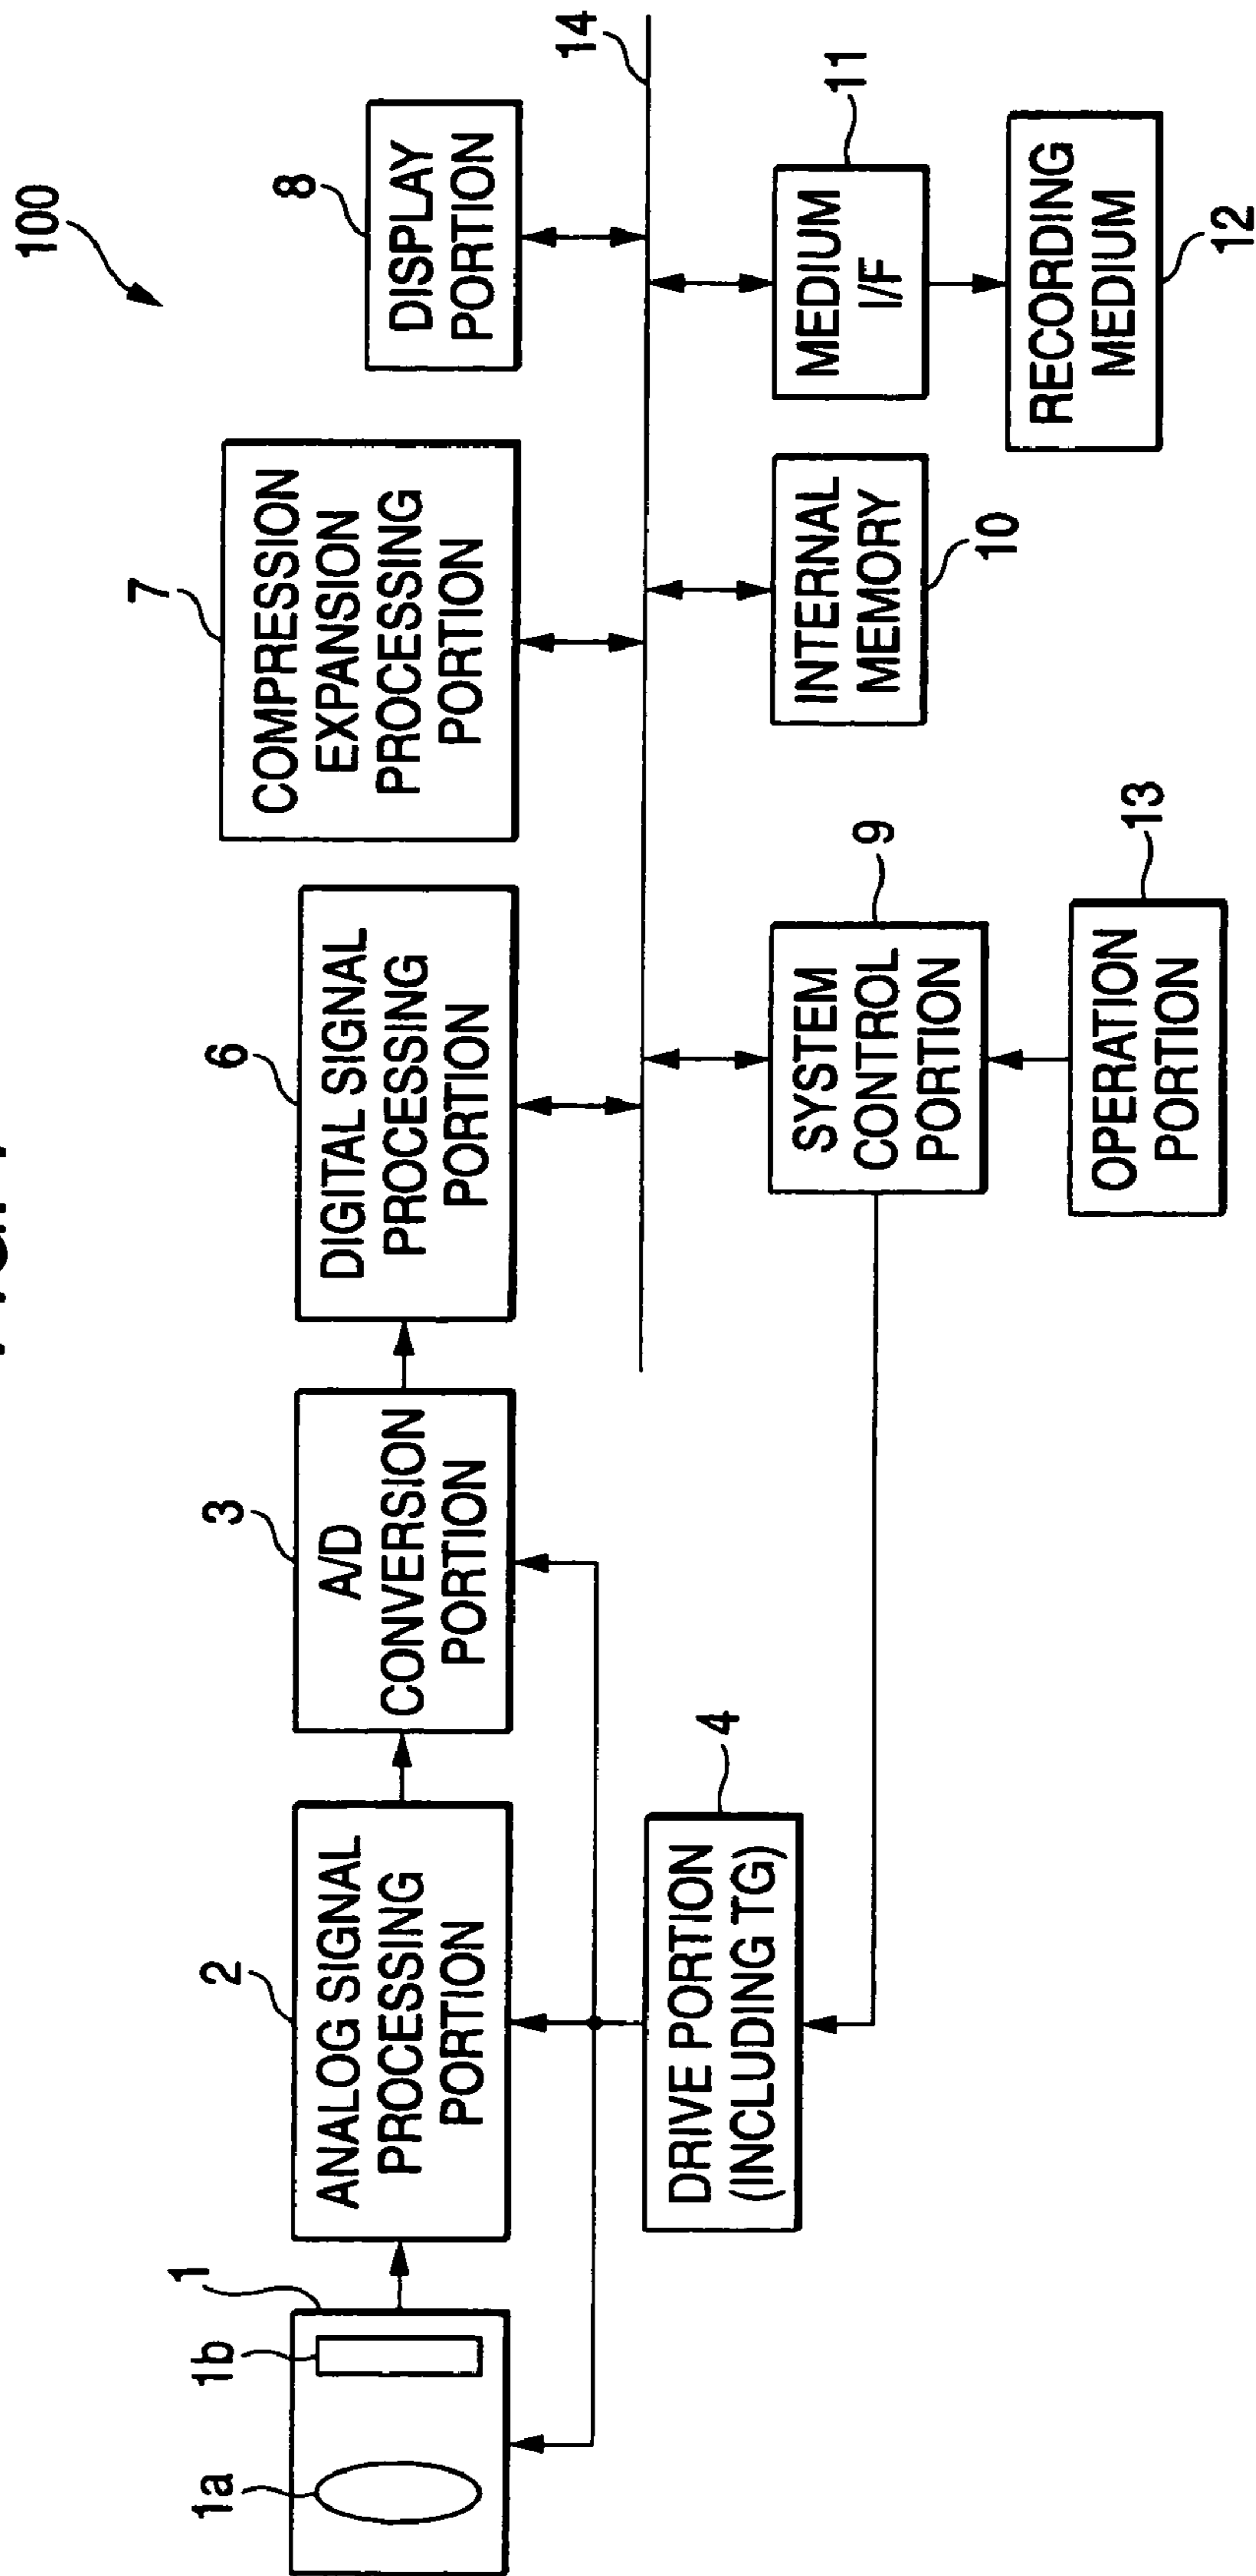 100
1
1a
1b
2
ANALOG SIGNAL
PROCESSING
PORTION
3
A/D
CONVERSION
PORTION
6
DIGITAL SIGNAL
PROCESSING
PORTION
7
COMPRESSION
EXPANSION
PROCESSING
PORTION
8
DISPLAY
PORTION
14
4
DRIVE PORTION
(INCLUDING TG)
9
SYSTEM
CONTROL
PORTION
INTERNAL
MEMORY
10
11
MEDIUM
I/F
13
OPERATION
PORTION
RECORDING
MEDIUM
12